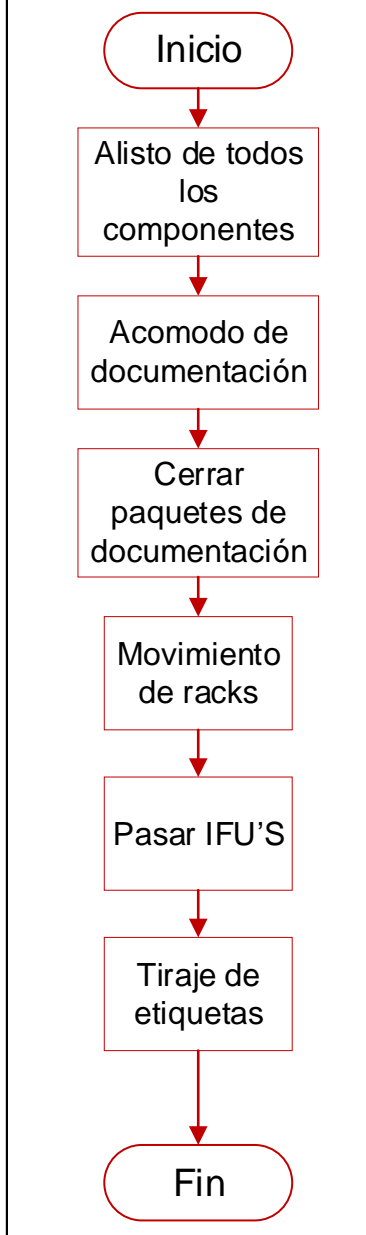 Inicio
Alisto de todos
los
componentes
Acomodo de
documentación
Cerrar
paquetes de
documentación
Movimiento
de racks
Pasar IFU’S
Tiraje de
etiquetas
Fin